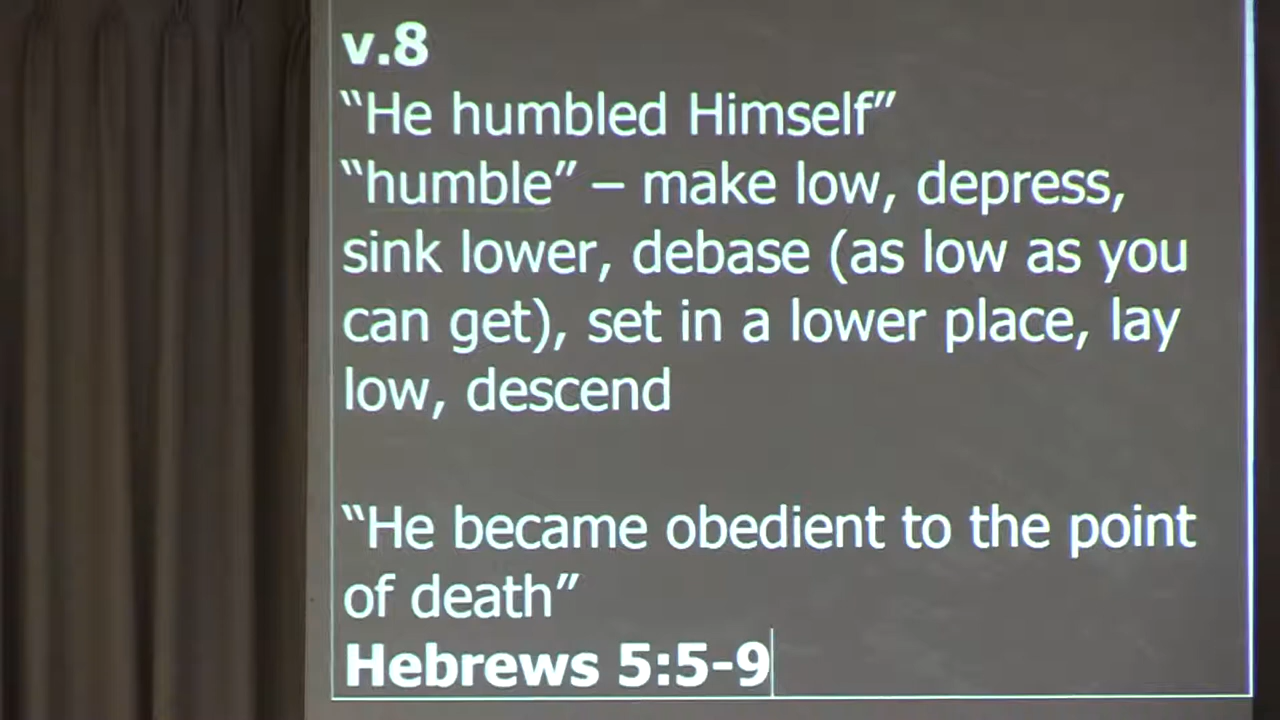 v.8
“He humbled Himself”
“humble” – make low, depress,
sink lower, debase (as low as you
can get), set in a lower place, lay
low, descend
“He became obedient to the point
of death”
Hebrews 5:5-9